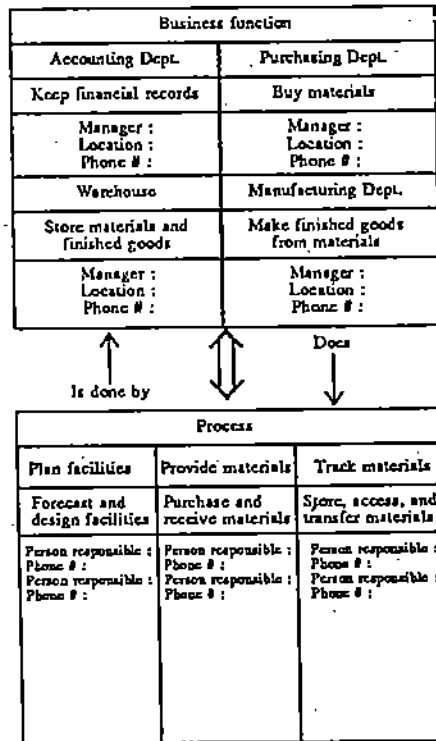 Business function
Accounting Dept. Purchasing Dept.
Keep financial records Buy materials
Manager : Manager :
Location : Location :
Phone # : Phone # :
Warehouse Manufacturing Dept.
Store materials and Make finished goods
finished goods from materials
Manager : Manager :
Location : Location :
Phone # : Phone # :
Does
Is done by
Process
Plan facilities Provide materials Track materials
Forecast and Purchase and Store, access, and
design facilities receive materials transfer materials
Person responsible : Person responsible : Person responsible :
Phone # : Phone # : Phone # :
Person responsible : Person responsible : Person responsible :
Phone # : Phone # : Phone # :